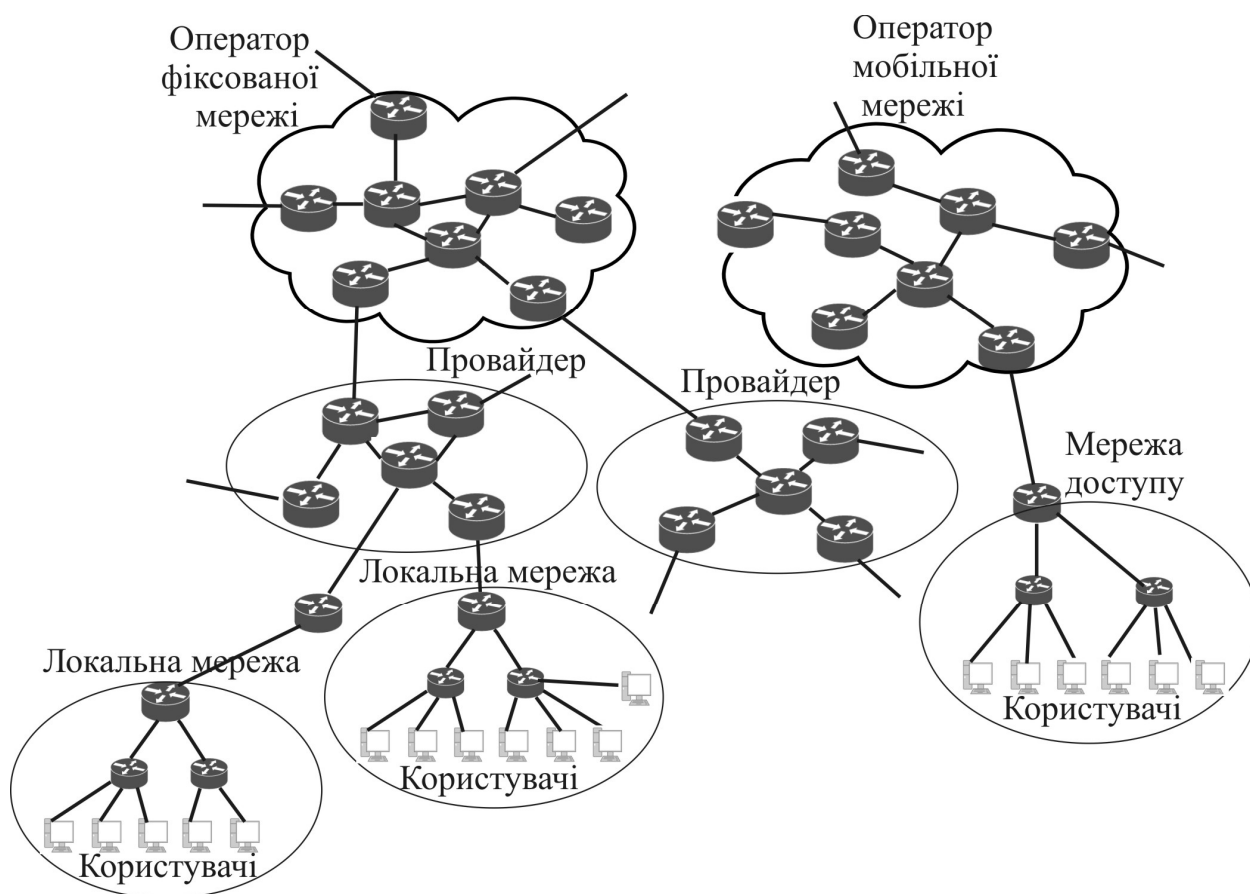 Оператор
фіксованої
мережі
Оператор
мобільної
мережі
Провайдер
Провайдер
Мережа
доступу
Локальна мережа
Локальна мережа
Користувачі
Користувачі
Користувачі